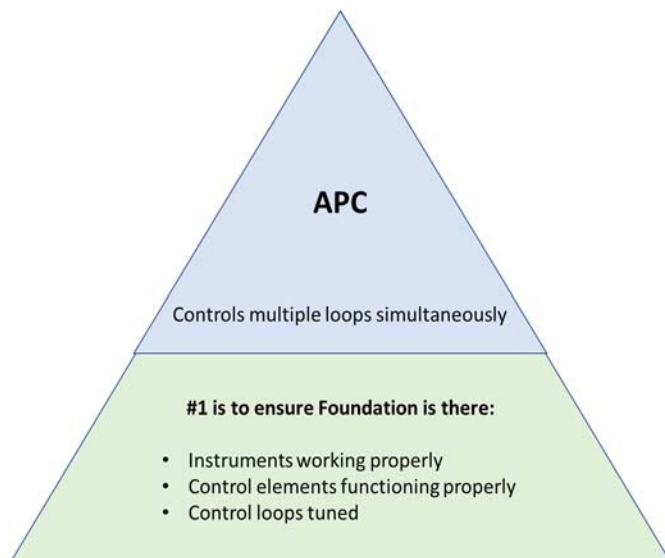 APC
Controls multiple loops simultaneously
#1 is to ensure Foundation is there:
• Instruments working properly
• Control elements functioning properly
• Control loops tuned